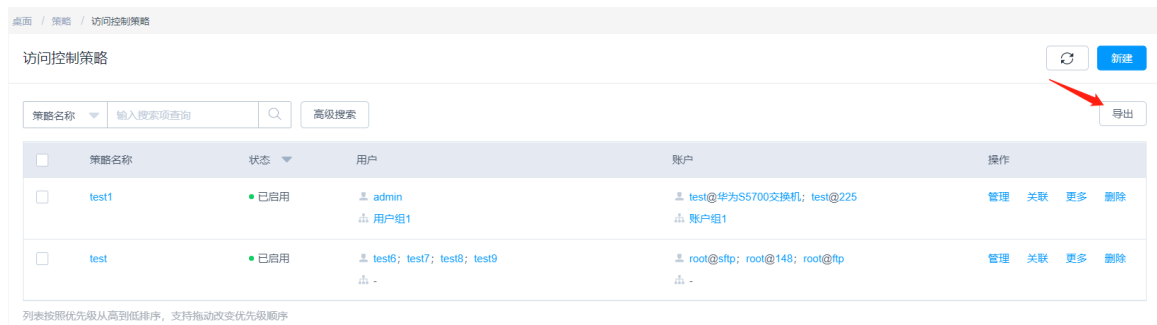 桌面 / 策略 / 访问控制策略
访问控制策略
新建
策略名称 输入搜索项查询 高级搜索 导出
策略名称 状态 用户 账户 操作
test1 已启用 admin test@华为S5700交换机；test@225 管理 关联 更多 删除
用户组1 账户组1
test 已启用 test6；test7；test8；test9 root@sftp；root@148；root@ftp 管理 关联 更多 删除
- -
列表按照优先级从高到低排序，支持拖动改变优先级顺序